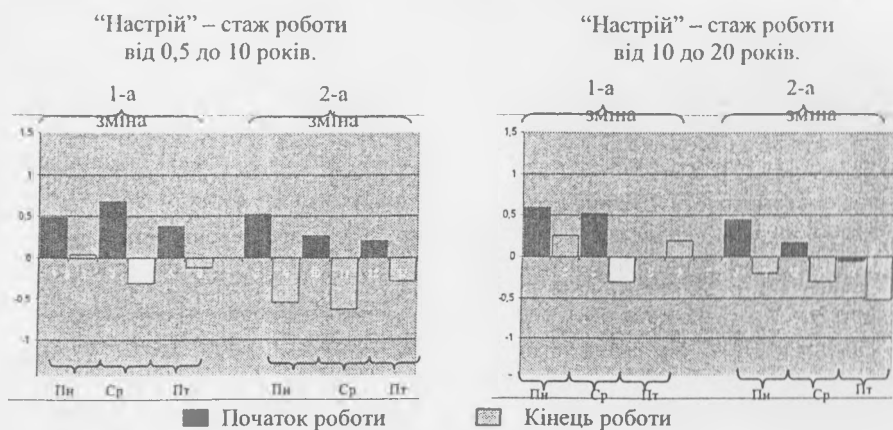 “Настрій” – стаж роботи
від 0,5 до 10 років.
1-а
зміна
2-а
зміна
1,5
1
0,5
0
-0,5
-1
Пн Ср Пт Пн Ср Пт
“Настрій” – стаж роботи
від 10 до 20 років.
1-а
зміна
2-а
зміна
1,5
1
0,5
0
-0,5
-1
-
Пн Ср Пт Пн Ср Пт
Початок роботи
Кінець роботи